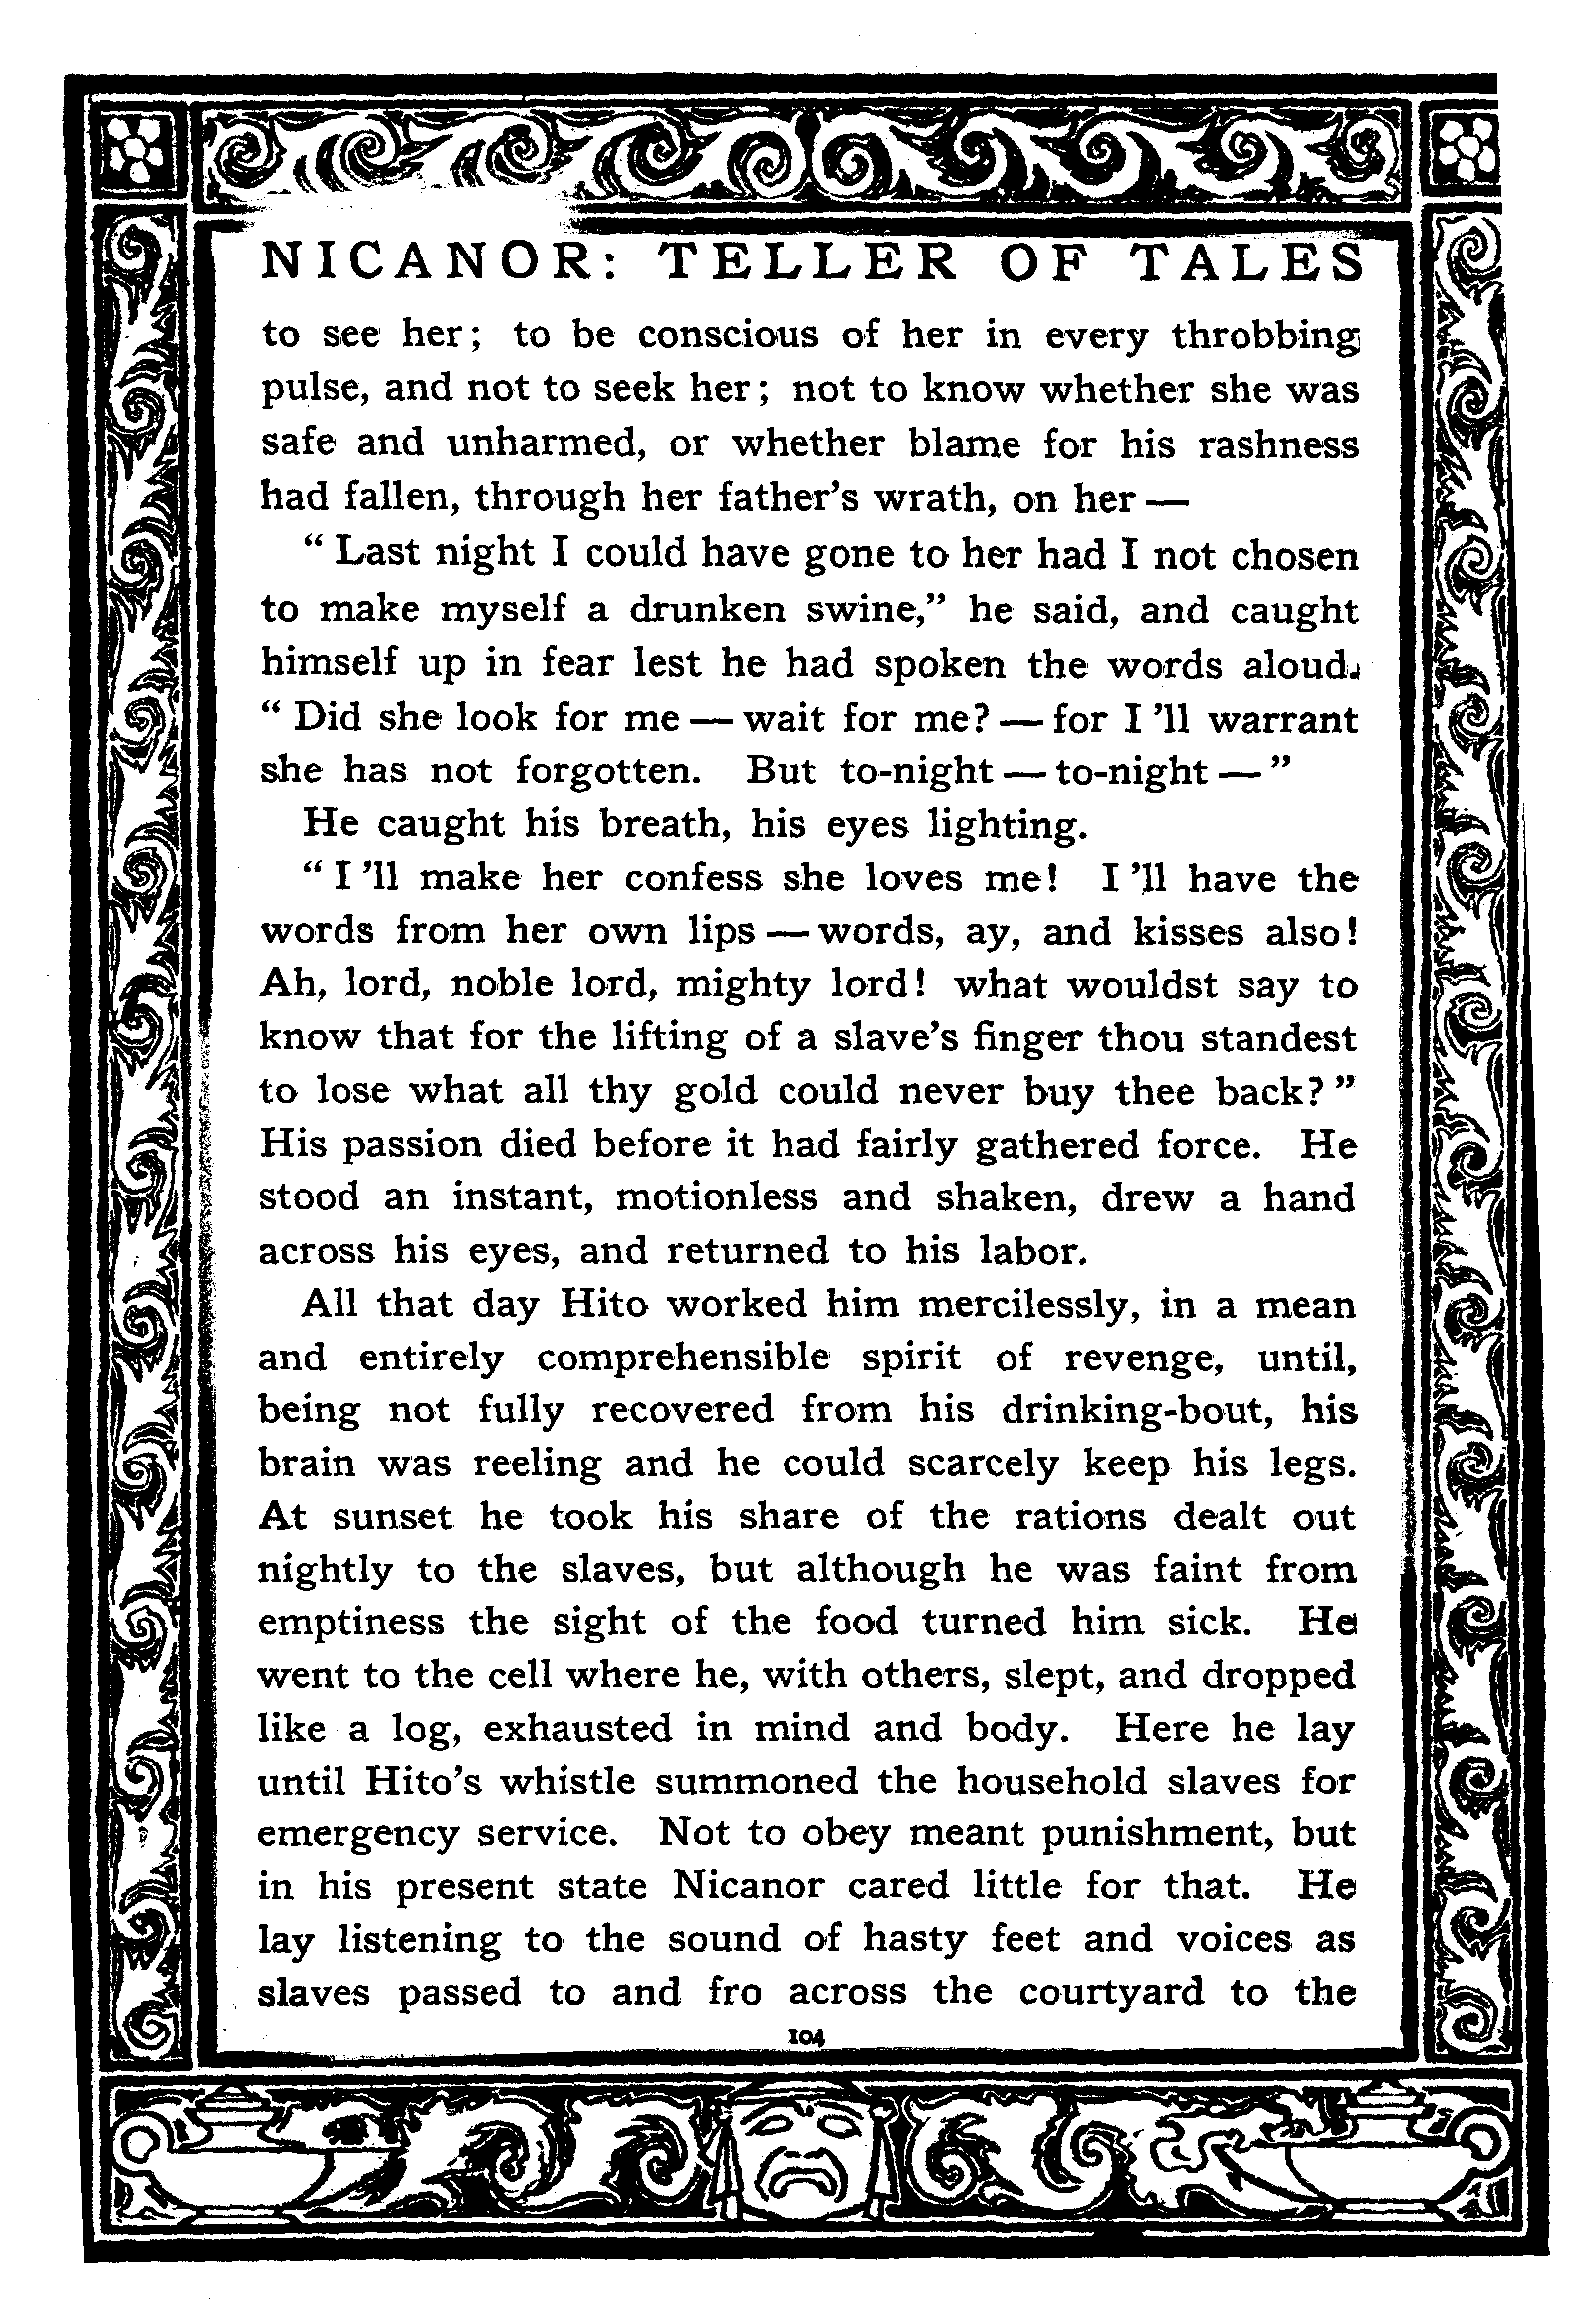 NICANOR: TELLER OF TALES
to see her; to be conscious of her in every throbbing
pulse, and not to seek her; not to know whether she was
safe and unharmed, or whether blame for his rashness
had fallen, through her father's wrath, on her —
“ Last night I could have gone to her had I not chosen
to make myself a drunken swine,” he said, and caught
himself up in fear lest he had spoken the words aloud.
“ Did she look for me — wait for me? — for I 'll warrant
she has not forgotten. But to-night — to-night — ”
He caught his breath, his eyes lighting.
“ I 'll make her confess she loves me! I 'll have the
words from her own lips — words, ay, and kisses also!
Ah, lord, noble lord, mighty lord! what wouldst say to
know that for the lifting of a slave's finger thou standest
to lose what all thy gold could never buy thee back? ”
His passion died before it had fairly gathered force. He
stood an instant, motionless and shaken, drew a hand
across his eyes, and returned to his labor.
All that day Hito worked him mercilessly, in a mean
and entirely comprehensible spirit of revenge, until,
being not fully recovered from his drinking-bout, his
brain was reeling and he could scarcely keep his legs.
At sunset he took his share of the rations dealt out
nightly to the slaves, but although he was faint from
emptiness the sight of the food turned him sick. He
went to the cell where he, with others, slept, and dropped
like a log, exhausted in mind and body. Here he lay
until Hito's whistle summoned the household slaves for
emergency service. Not to obey meant punishment, but
in his present state Nicanor cared little for that. He
lay listening to the sound of hasty feet and voices as
slaves passed to and fro across the courtyard to the
104